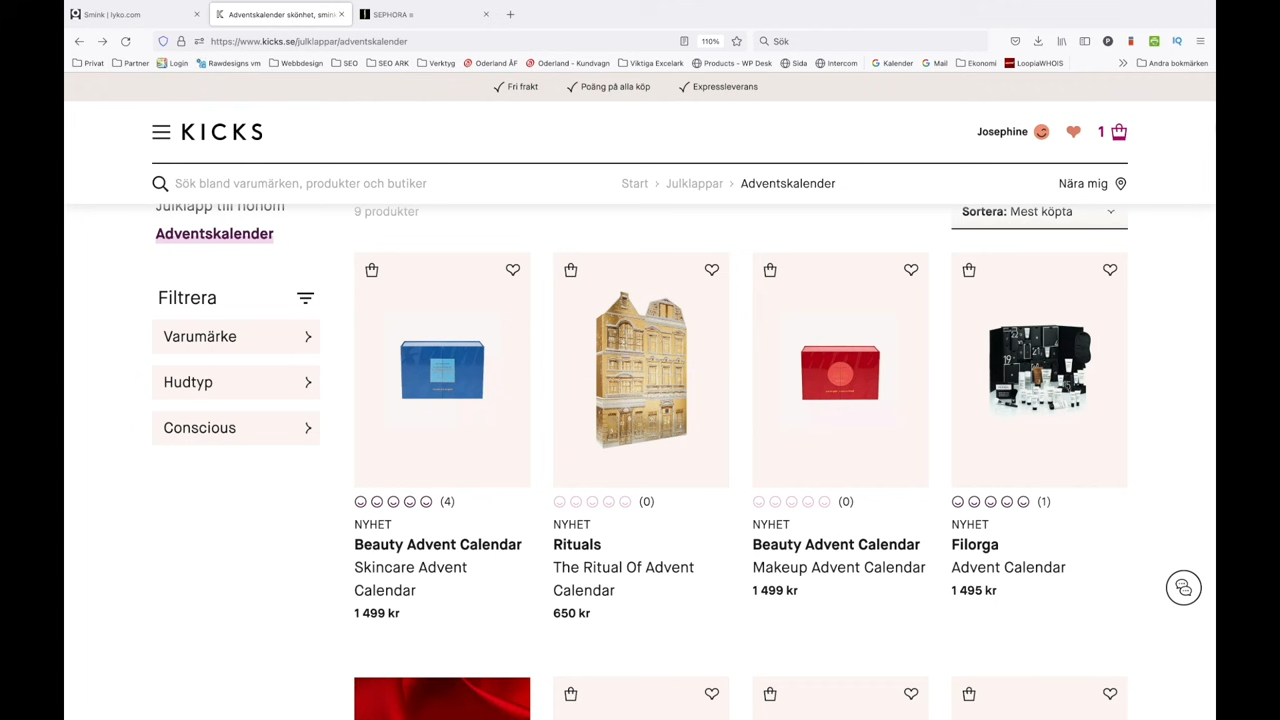 Smink | lyko.com
Adventskalender skönhet, smink
SEPHORA
https://www.kicks.se/julklappar/adventskalender
110%
Sök
Privat
Partner
Login
Rawdesigns vm
Webbdesign
SEO
SEO ARK
Verktyg
Oderland ÅF
Oderland - Kundvagn
Viktiga Excelark
Products - WP Desk
Sida
Intercom
Kalender
Mail
Ekonomi
LoopiaWHOIS
Andra bokmärken
Fri frakt
Poäng på alla köp
Expressleverans
KICKS
Josephine
1
Sök bland varumärken, produkter och butiker
Start › Julklappar › Adventskalender
Nära mig
Julklapp till honom
Adventskalender
9 produkter
Sortera: Mest köpta
Filtrera
Varumärke
Hudtyp
Conscious
(4)
NYHET
Beauty Advent Calendar
Skincare Advent
Calendar
1 499 kr
(0)
NYHET
Rituals
The Ritual Of Advent
Calendar
650 kr
(0)
NYHET
Beauty Advent Calendar
Makeup Advent Calendar
1 499 kr
19
21
(1)
NYHET
Filorga
Advent Calendar
1 495 kr